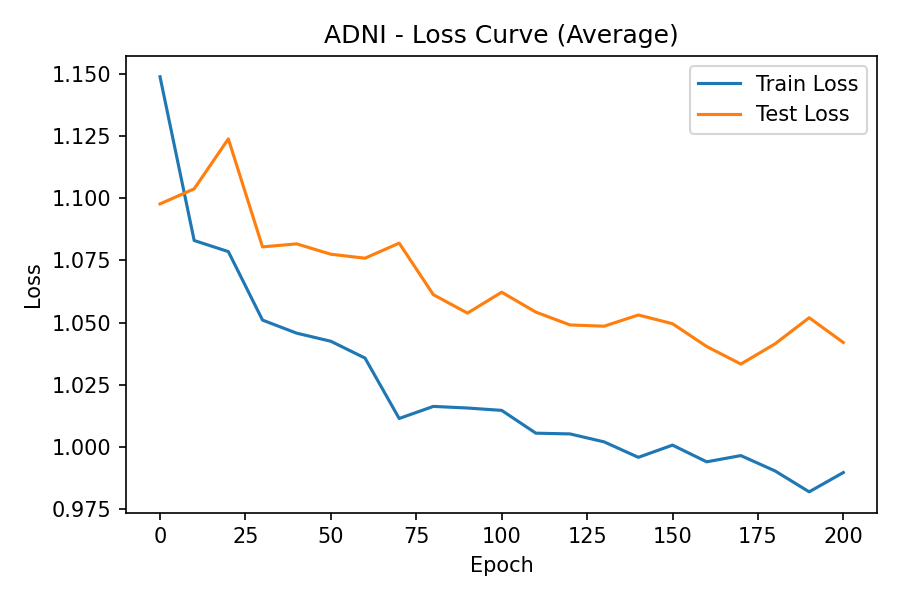 ADNI - Loss Curve (Average)
Train Loss
Test Loss
1.150
1.125
1.100
1.075
1.050
1.025
1.000
0.975
Loss
0 25 50 75 100 125 150 175 200
Epoch